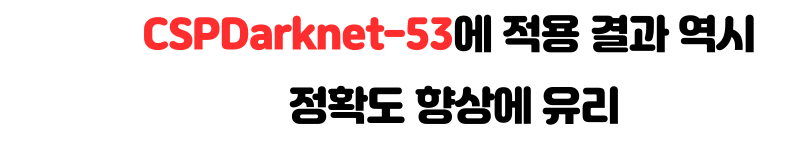 CSPDarknet-53에 적용 결과 역시
정확도 향상에 유리